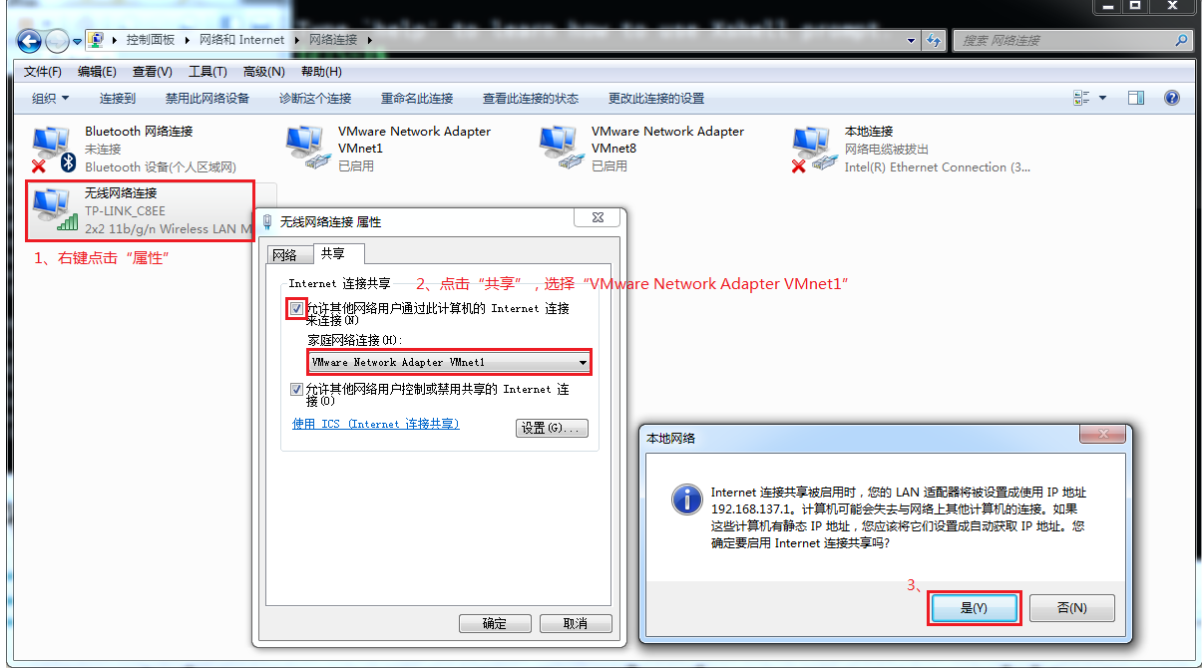 Type `help' to learn how to use Xshell prompt
控制面板 ▸ 网络和 Internet ▸ 网络连接 ▸
搜索 网络连接
文件(F) 编辑(E) 查看(V) 工具(T) 高级(N) 帮助(H)
组织 连接到 禁用此网络设备 诊断这个连接 重命名此连接 查看此连接的状态 更改此连接的设置
Bluetooth 网络连接
未连接
Bluetooth 设备(个人区域网)
VMware Network Adapter
VMnet1
已启用
VMware Network Adapter
VMnet8
已启用
本地连接
网络电缆被拔出
Intel(R) Ethernet Connection (3...
无线网络连接
TP-LINK_C8EE
2x2 11b/g/n Wireless LAN M
1、右键点击“属性”
无线网络连接 属性
网络 共享
Internet 连接共享
2、点击“共享”，选择“VMware Network Adapter VMnet1”
允许其他网络用户通过此计算机的 Internet 连接
来连接(N)
家庭网络连接(H):
VMware Network Adapter VMnet1
允许其他网络用户控制或禁用共享的 Internet 连
接(O)
使用 ICS (Internet 连接共享)
设置(G)...
确定 取消
本地网络
Internet 连接共享被启用时，您的 LAN 适配器将被设置成使用 IP 地址
192.168.137.1。计算机可能会失去与网络上其他计算机的连接。如果
这些计算机有静态 IP 地址，您应该将它们设置成自动获取 IP 地址。您
确定要启用 Internet 连接共享吗?
3、
是(Y) 否(N)